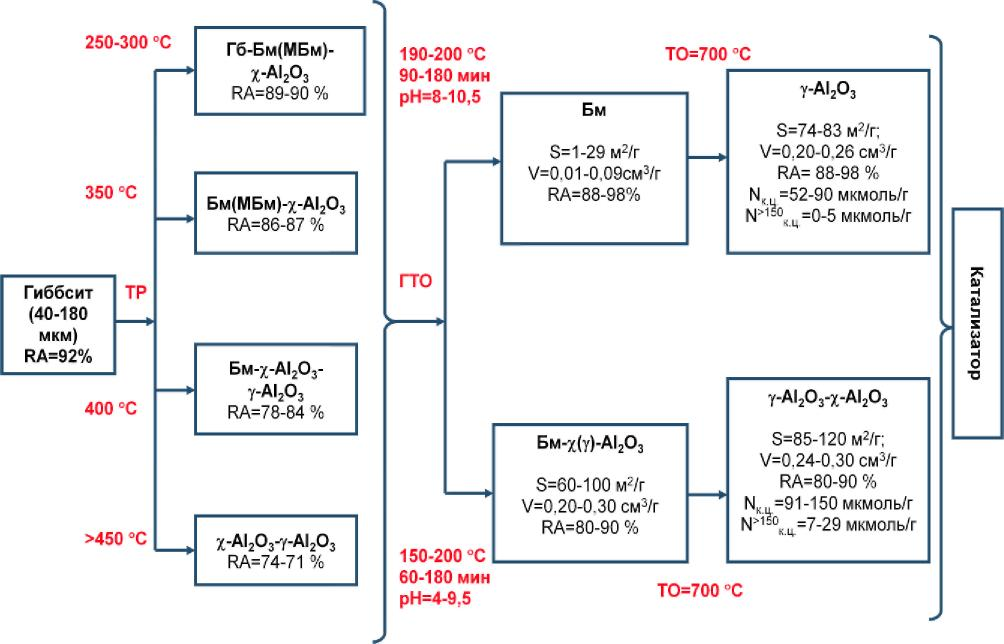 250-300 °C
Гб-Бм(МБм)-
χ-Al₂O₃
RA=89-90 %
350 °C
Бм(МБм)-χ-Al₂O₃
RA=86-87 %
Гиббсит
(40-180
мкм)
RA=92%
ТР
Бм-χ-Al₂O₃-
γ-Al₂O₃
RA=78-84 %
400 °C
>450 °C
χ-Al₂O₃-γ-Al₂O₃
RA=74-71 %
190-200 °C
90-180 мин
pH=8-10,5
ГТО
150-200 °C
60-180 мин
pH=4-9,5
Бм
S=1-29 м²/г
V=0,01-0,09см³/г
RA=88-98%
Бм-χ(γ)-Al₂O₃
S=60-100 м²/г
V=0,20-0,30 см³/г
RA=80-90 %
ТО=700 °C
γ-Al₂O₃
S=74-83 м²/г;
V=0,20-0,26 см³/г
RA= 88-98 %
Nк.ц.=52-90 мкмоль/г
N>150к.ц.=0-5 мкмоль/г
γ-Al₂O₃-χ-Al₂O₃
S=85-120 м²/г;
V=0,24-0,30 см³/г
RA=80-90 %
Nк.ц.=91-150 мкмоль/г
N>150к.ц.=7-29 мкмоль/г
ТО=700 °C
Катализатор